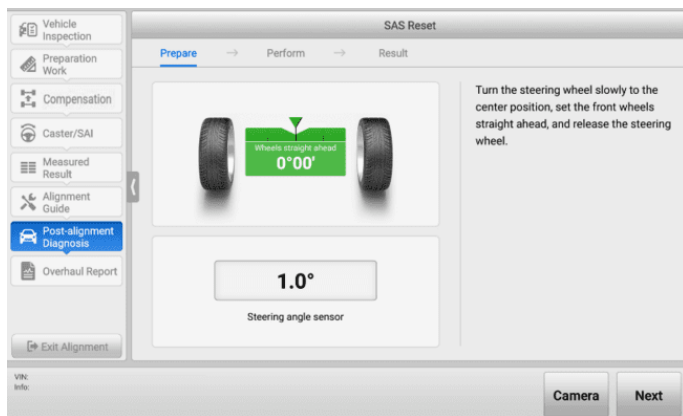 SAS Reset
Vehicle
Inspection
Preparation
Work
Compensation
Caster/SAI
Measured
Result
Alignment
Guide
Post-alignment
Diagnosis
Overhaul Report
Exit Alignment
Prepare → Perform → Result
Wheels straight ahead
0°00'
1.0°
Steering angle sensor
Turn the steering wheel slowly to the
center position, set the front wheels
straight ahead, and release the steering
wheel.
VIN:
Info:
Camera
Next